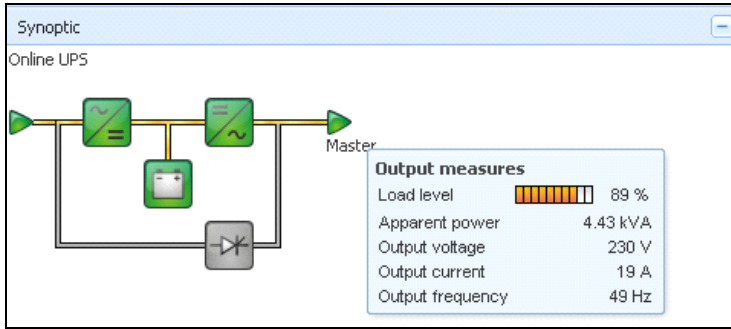 Synoptic
Online UPS
Master
Output measures
Load level 89 %
Apparent power 4.43 kVA
Output voltage 230 V
Output current 19 A
Output frequency 49 Hz